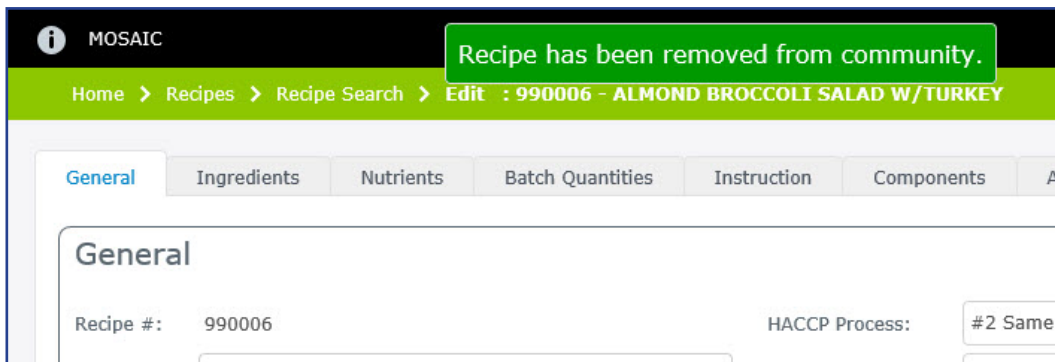 MOSAIC
Recipe has been removed from community.
Home > Recipes > Recipe Search > Edit : 990006 - ALMOND BROCCOLI SALAD W/TURKEY
General Ingredients Nutrients Batch Quantities Instruction Components A
General
Recipe #: 990006 HACCP Process: #2 Same